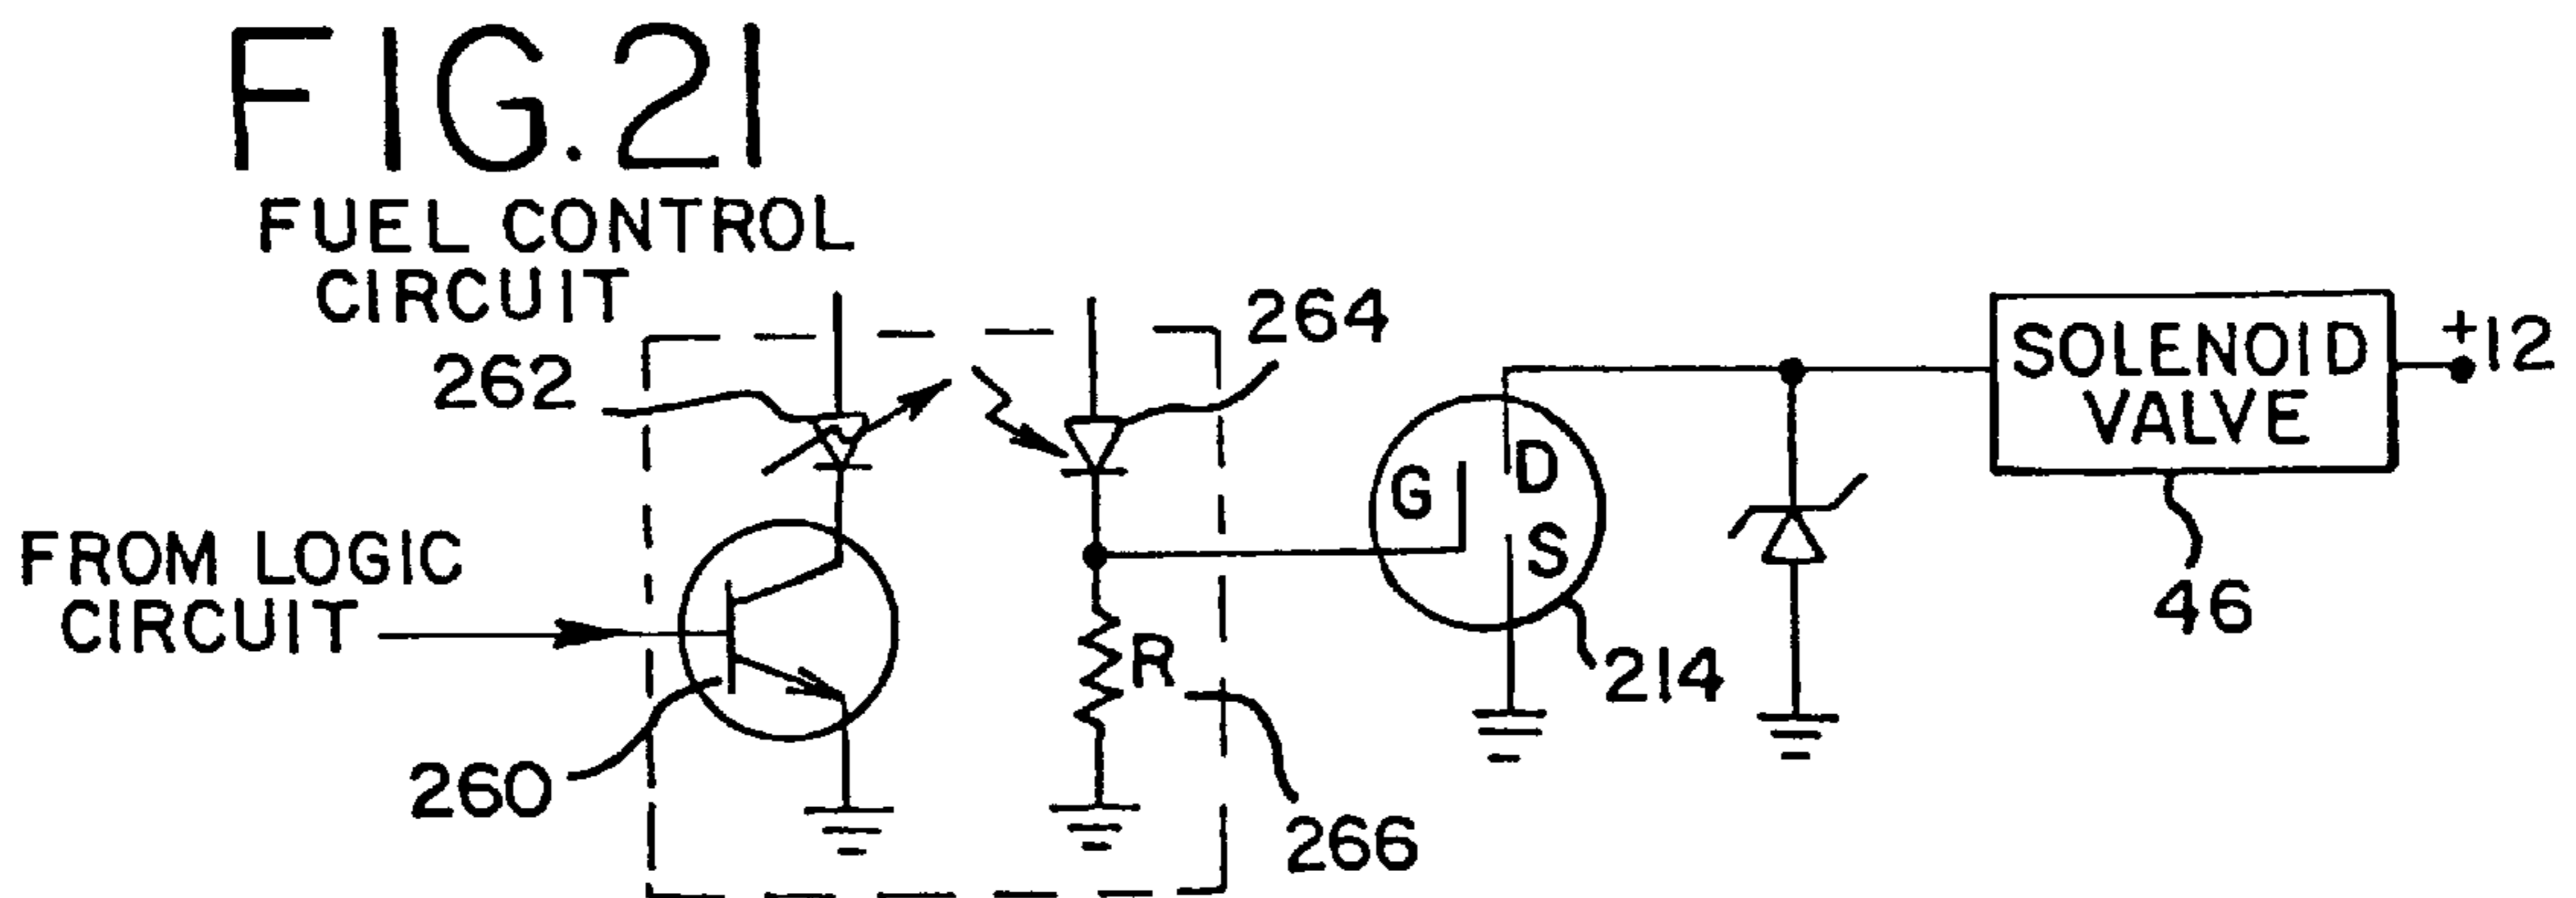 FIG.21
FUEL CONTROL
CIRCUIT
262
264
SOLENOID
VALVE
+12
G
D
S
FROM LOGIC
CIRCUIT
R
46
214
260
266